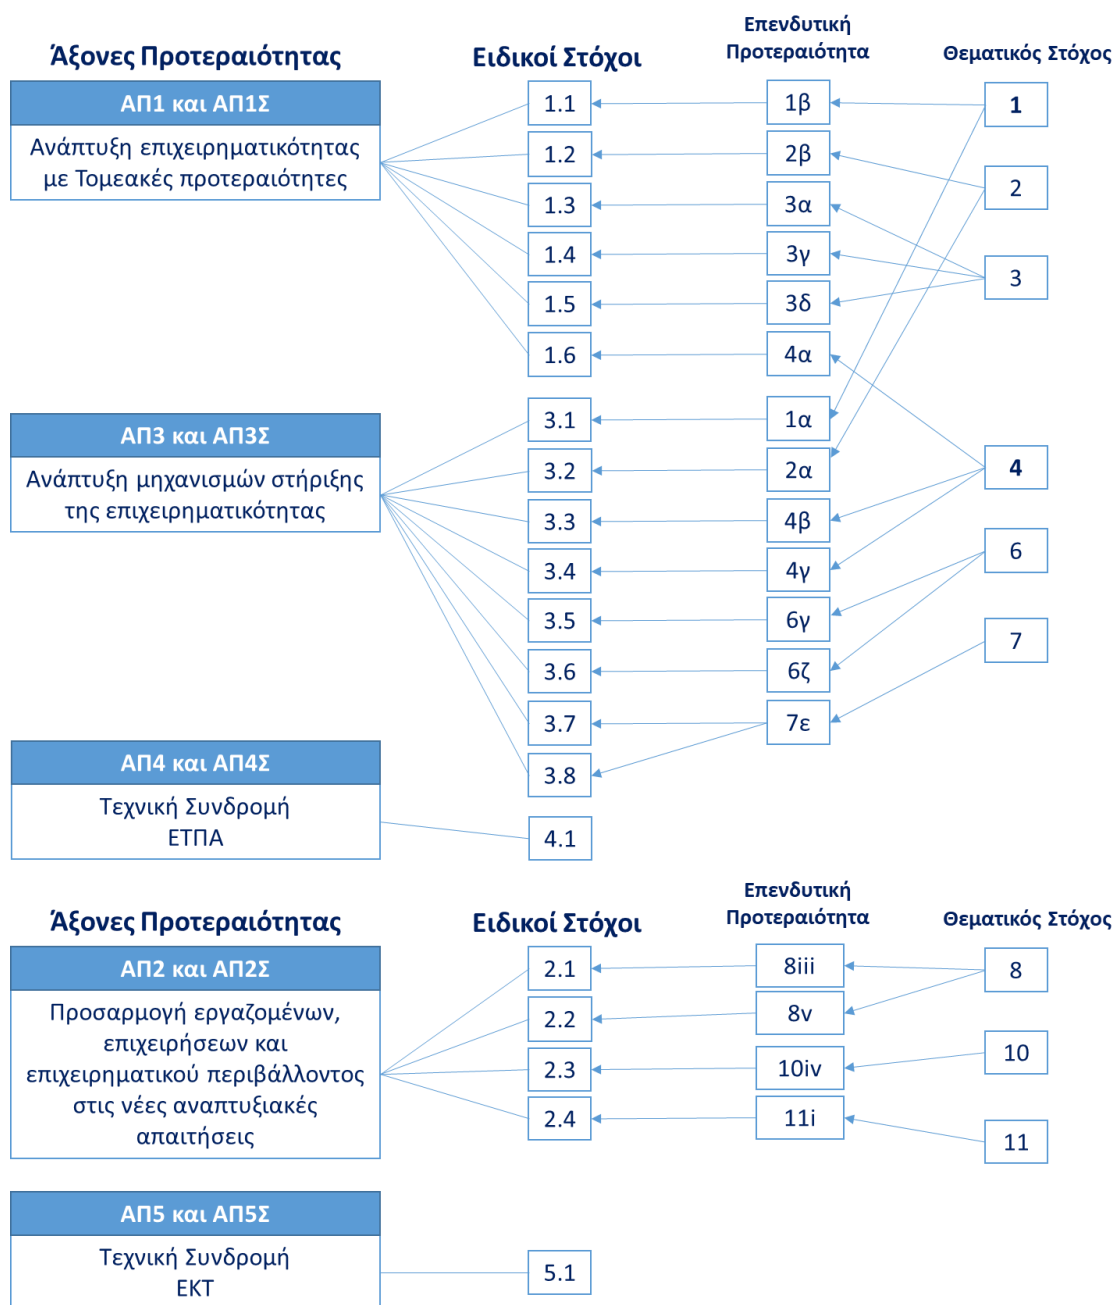 Άξονες Προτεραιότητας
Ειδικοί Στόχοι
Επενδυτική
Προτεραιότητα
Θεματικός Στόχος
ΑΠ1 και ΑΠ1Σ
Ανάπτυξη επιχειρηματικότητας
με Τομεακές προτεραιότητες
1.1
1β
1
1.2
2β
2
1.3
3α
1.4
3γ
3
1.5
3δ
1.6
4α
ΑΠ3 και ΑΠ3Σ
Ανάπτυξη μηχανισμών στήριξης
της επιχειρηματικότητας
3.1
1α
3.2
2α
4
3.3
4β
3.4
4γ
6
3.5
6γ
7
3.6
6ζ
3.7
7ε
3.8
ΑΠ4 και ΑΠ4Σ
Τεχνική Συνδρομή
ΕΤΠΑ
4.1
Άξονες Προτεραιότητας
Ειδικοί Στόχοι
Επενδυτική
Προτεραιότητα
Θεματικός Στόχος
ΑΠ2 και ΑΠ2Σ
Προσαρμογή εργαζομένων,
επιχειρήσεων και
επιχειρηματικού περιβάλλοντος
στις νέες αναπτυξιακές
απαιτήσεις
2.1
8iii
8
2.2
8v
2.3
10iv
10
2.4
11i
11
ΑΠ5 και ΑΠ5Σ
Τεχνική Συνδρομή
ΕΚΤ
5.1